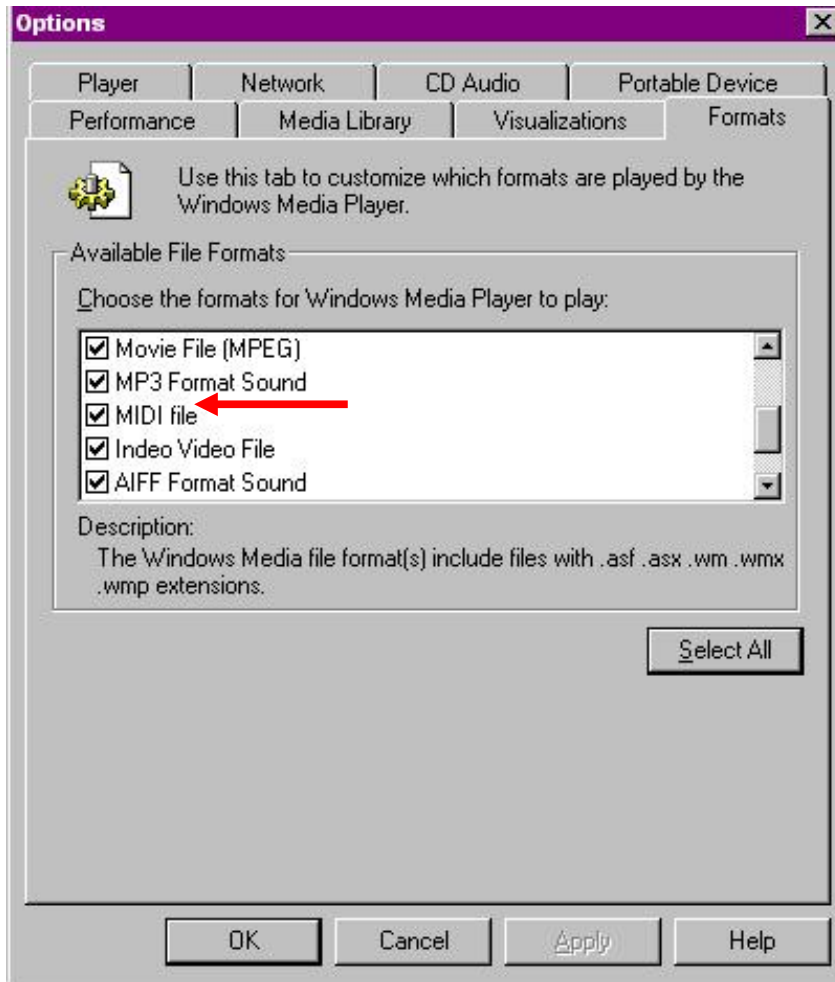 Options
Player Network CD Audio Portable Device
Performance Media Library Visualizations Formats
Use this tab to customize which formats are played by the
Windows Media Player.
Available File Formats
Choose the formats for Windows Media Player to play:
Movie File (MPEG)
MP3 Format Sound
MIDI file
Indeo Video File
AIFF Format Sound
Description:
The Windows Media file format(s) include files with .asf .asx .wm .wmx
.wmp extensions.
Select All
OK Cancel Apply Help